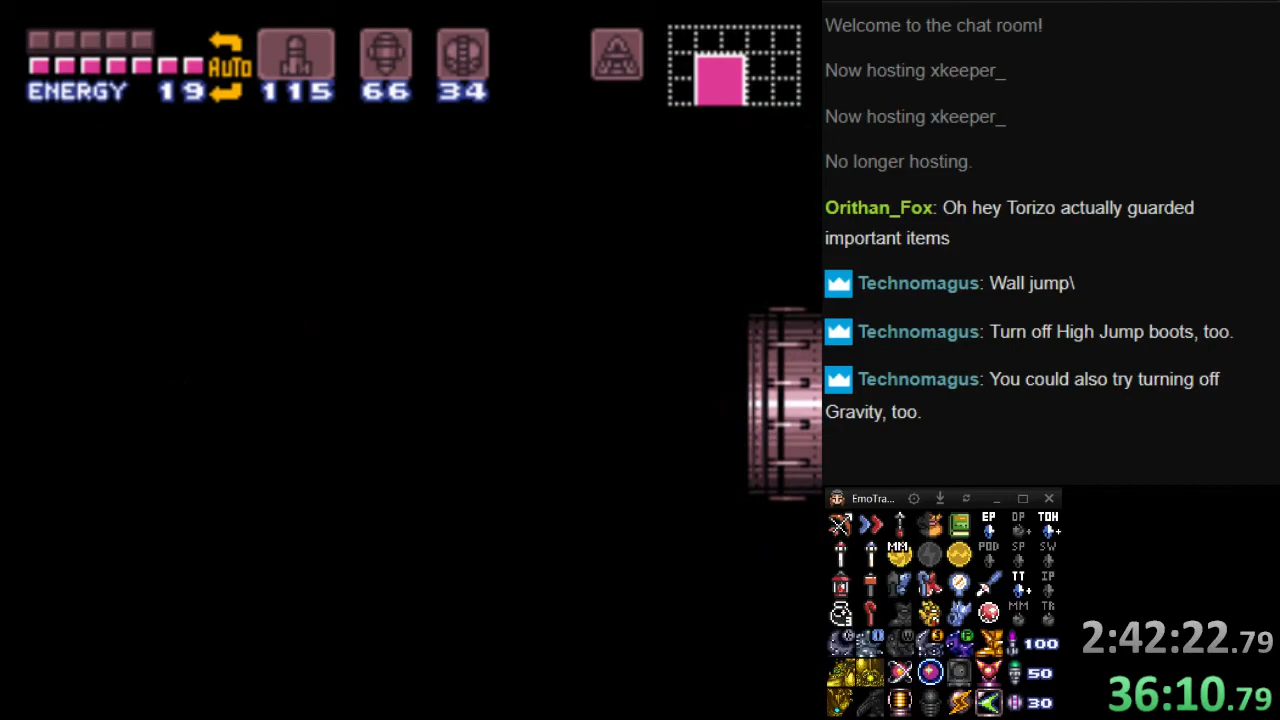 AUTO
ENERGY 19 115 66 34
Welcome to the chat room!
Now hosting xkeeper_
Now hosting xkeeper_
No longer hosting.
Orithan_Fox: Oh hey Torizo actually guarded
important items
Technomagus: Wall jump\
Technomagus: Turn off High Jump boots, too.
Technomagus: You could also try turning off
Gravity, too.
EmoTra...
EP DP TOH
MM POD SP SW
TT IP
MM TR
100
50
30
2:42:22.79
36:10.79